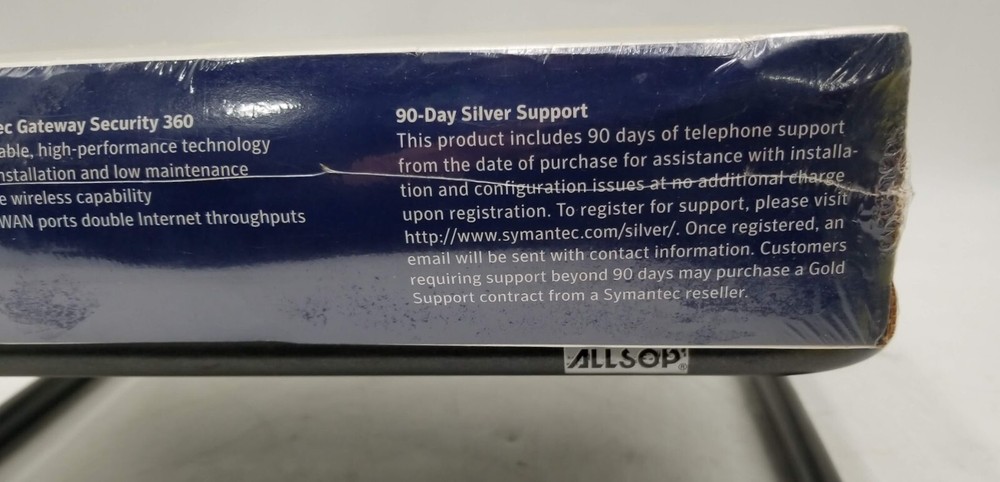 ec Gateway Security 360
able, high-performance technology
nstallation and low maintenance
e wireless capability
WAN ports double Internet throughputs
90-Day Silver Support
This product includes 90 days of telephone support
from the date of purchase for assistance with installa-
tion and configuration issues at no additional charge
upon registration. To register for support, please visit
http://www.symantec.com/silver/. Once registered, an
email will be sent with contact information. Customers
requiring support beyond 90 days may purchase a Gold
Support contract from a Symantec reseller.
ALLSOP®